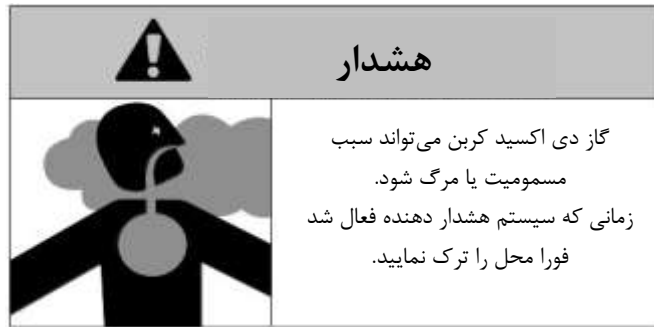 هشدار
گاز دی اکسید کربن می‌تواند سبب
مسمومیت یا مرگ شود.
زمانی که سیستم هشدار دهنده فعال شد
فورا محل را ترک نمایید.